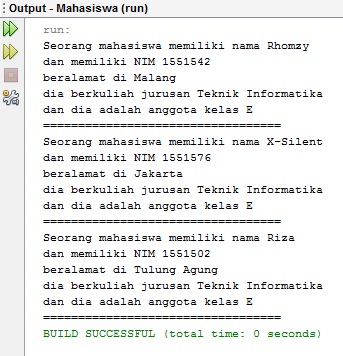 Output - Mahasiswa (run)
run:
Seorang mahasiswa memiliki nama Rhomzy
dan memiliki NIM 1551542
beralamat di Malang
dia berkuliah jurusan Teknik Informatika
dan dia adalah anggota kelas E
==================================
Seorang mahasiswa memiliki nama X-Silent
dan memiliki NIM 1551576
beralamat di Jakarta
dia berkuliah jurusan Teknik Informatika
dan dia adalah anggota kelas E
==================================
Seorang mahasiswa memiliki nama Riza
dan memiliki NIM 1551502
beralamat di Tulung Agung
dia berkuliah jurusan Teknik Informatika
dan dia adalah anggota kelas E
==================================
BUILD SUCCESSFUL (total time: 0 seconds)